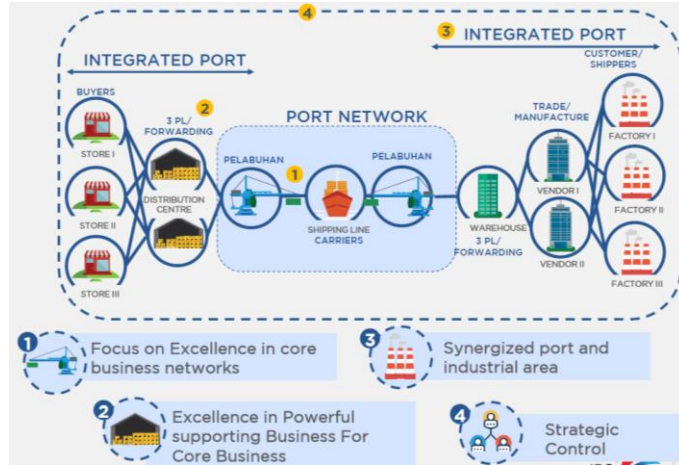 4
INTEGRATED PORT
3
INTEGRATED PORT
CUSTOMER/
SHIPPERS
BUYERS
3 PL/
FORWARDING
2
PORT NETWORK
TRADE/
MANUFACTURE
FACTORY I
STORE I
PELABUHAN
1
PELABUHAN
VENDOR I
DISTRIBUTION
CENTRE
STORE II
SHIPPING LINE
CARRIERS
WAREHOUSE
3 PL/
FORWARDING
FACTORY II
VENDOR II
STORE III
FACTORY III
1
Focus on Excellence in core
business networks
3
Synergized port and
industrial area
2
Excellence in Powerful
supporting Business For
Core Business
4
Strategic
Control